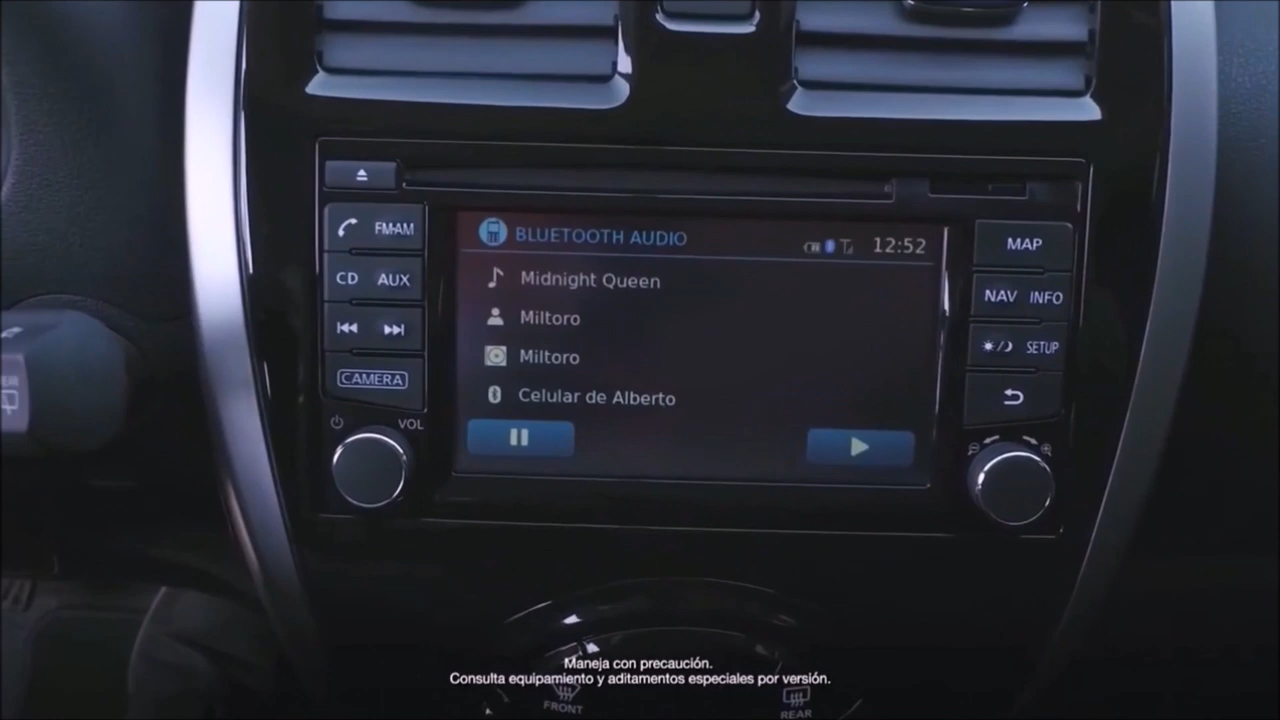 FM·AM
CD AUX
CAMERA
VOL
BLUETOOTH AUDIO
12:52
Midnight Queen
Miltoro
Miltoro
Celular de Alberto
MAP
NAV INFO
SETUP
Maneja con precaución.
Consulta equipamiento y aditamentos especiales por versión.
FRONT
REAR